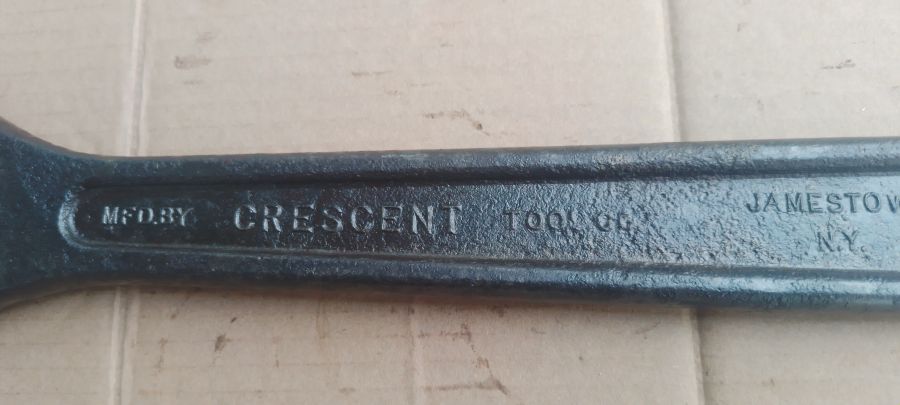 MFD.BY CRESCENT TOOL CO. JAMESTOW
N.Y.